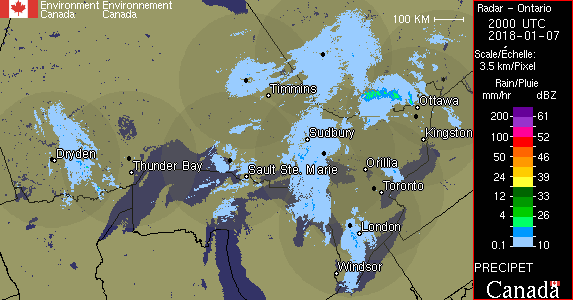 Environment Environnement
Canada Canada
100 KM
Timmins
Ottawa
Sudbury
Kingston
Dryden
Thunder Bay
Sault Ste. Marie
Orillia
Toronto
London
Windsor
Radar - Ontario
2000 UTC
2018-01-07
Scale/Échelle:
3.5 km/Pixel
Rain/Pluie
mm/hr dBZ
200 61
100 52
50 46
24 39
12 33
4 26
0.1 10
PRECIPET
Canada